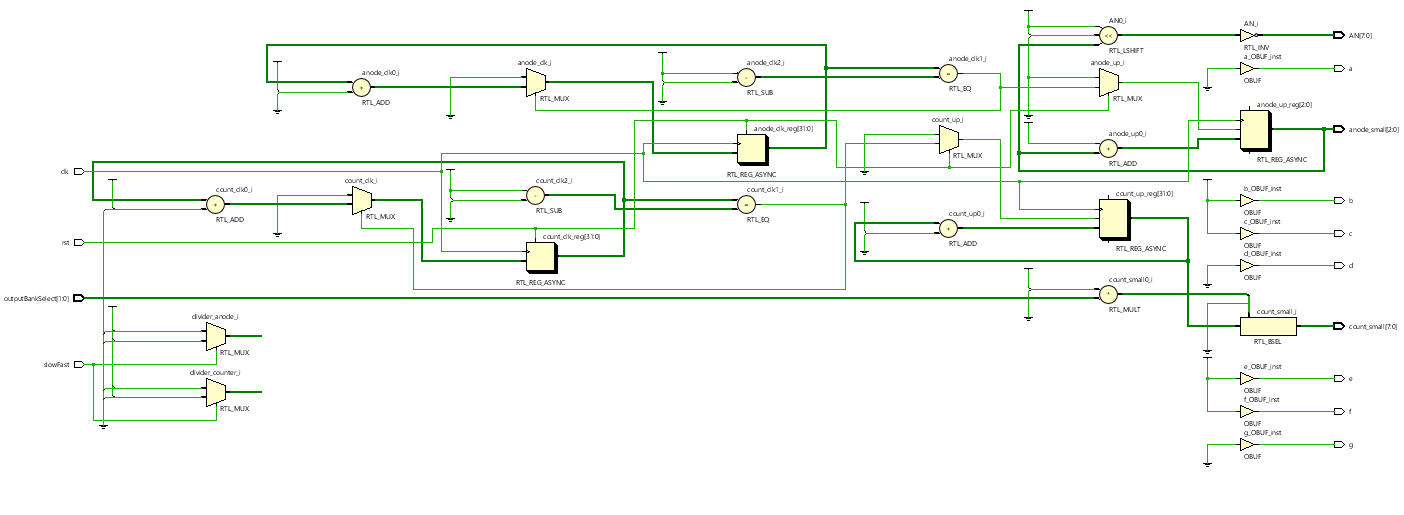 AN0_i
<<
RTL_LSHIFT
AN_i
RTL_INV
AN[7:0]
a_OBUF_inst
OBUF
a
anode_clk0_i
+
RTL_ADD
anode_clk_i
RTL_MUX
anode_clk2_i
-
RTL_SUB
anode_clk1_i
=
RTL_EQ
anode_up_i
RTL_MUX
anode_up_reg[2:0]
RTL_REG_ASYNC
anode_small[2:0]
anode_clk_reg[31:0]
RTL_REG_ASYNC
count_up_i
RTL_MUX
anode_up0_i
+
RTL_ADD
clk
count_clk0_i
+
RTL_ADD
count_clk_i
RTL_MUX
count_clk2_i
-
RTL_SUB
count_clk1_i
=
RTL_EQ
count_up_reg[31:0]
RTL_REG_ASYNC
b_OBUF_inst
OBUF
b
c_OBUF_inst
OBUF
c
d_OBUF_inst
OBUF
d
rst
count_clk_reg[31:0]
RTL_REG_ASYNC
count_up0_i
+
RTL_ADD
outputBankSelect[1:0]
count_small0_i
*
RTL_MULT
count_small_i
RTL_BSEL
count_small[7:0]
divider_anode_i
RTL_MUX
slowFast
divider_counter_i
RTL_MUX
e_OBUF_inst
OBUF
e
f_OBUF_inst
OBUF
f
g_OBUF_inst
OBUF
g